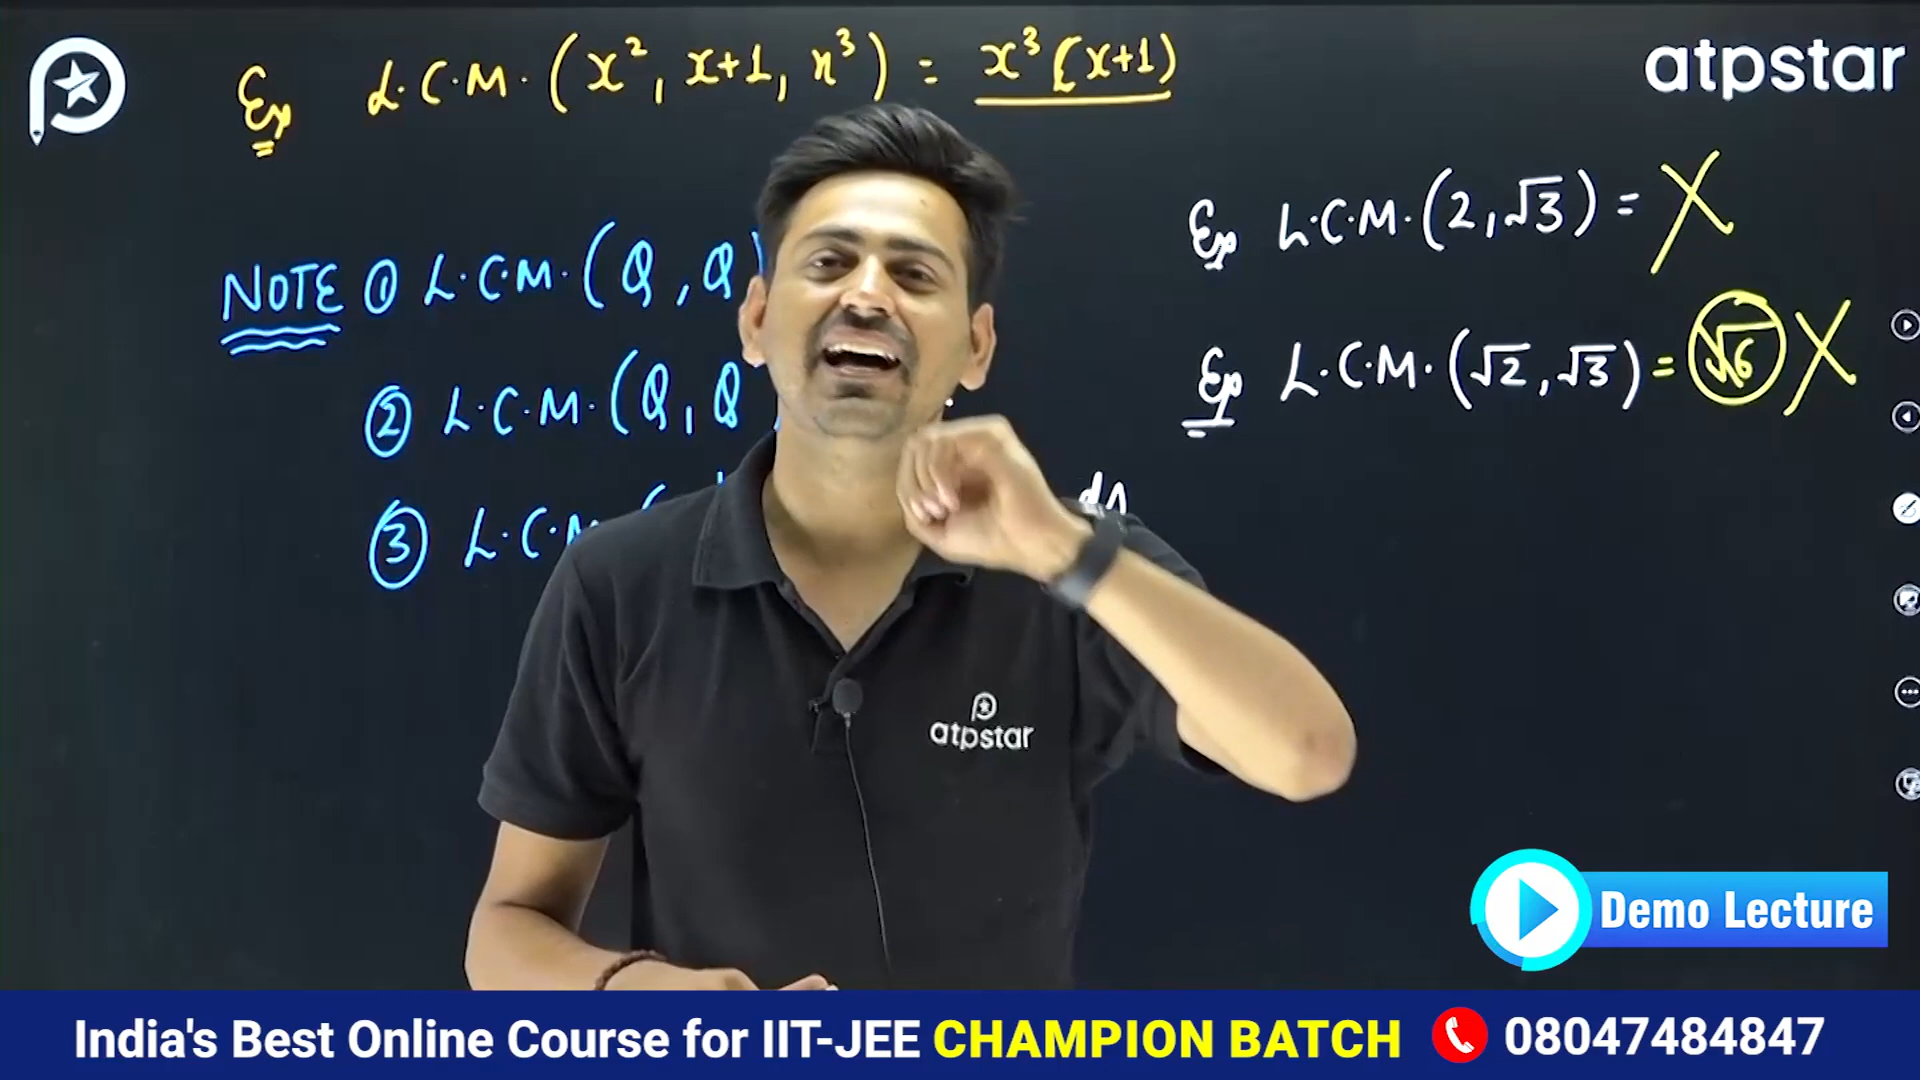 Ex L.C.M. (x², x+1, x³) = x³ (x+1)
atpstar
Ex L.C.M. (2, √3) = X
NOTE ① L.C.M. (Q, Q)
Ex L.C.M. (√2, √3) = √6 X
② L.C.M. (Q, Q
③ L.C.M
atpstar
Demo Lecture
India's Best Online Course for IIT-JEE CHAMPION BATCH 08047484847